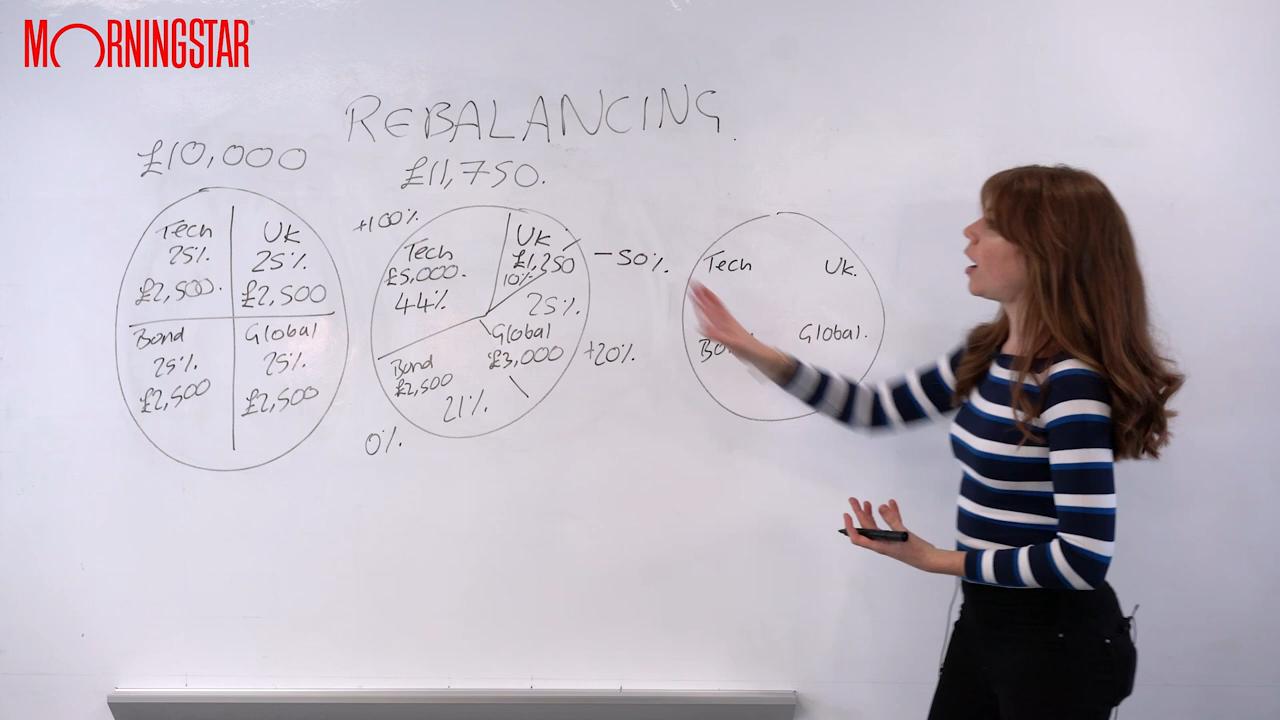 MORNINGSTAR®
REBALANCING.
£10,000
Tech
25%.
£2,500.
UK
25%.
£2,500
Bond
25%.
£2,500
Global
25%.
£2,500
£11,750.
+100%.
Tech
£5,000.
44%
UK
£1,250
10%
-50%.
25%.
Global
£3,000
+20%.
Bond
£2,500
21%.
0%.
Tech
UK.
Global.